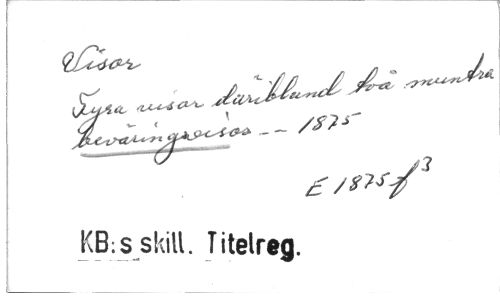 Visor
Fyra visor däribland två muntra
beväringsvisor -- 1875
E 1875 f³
KB:s skill. Titelreg.